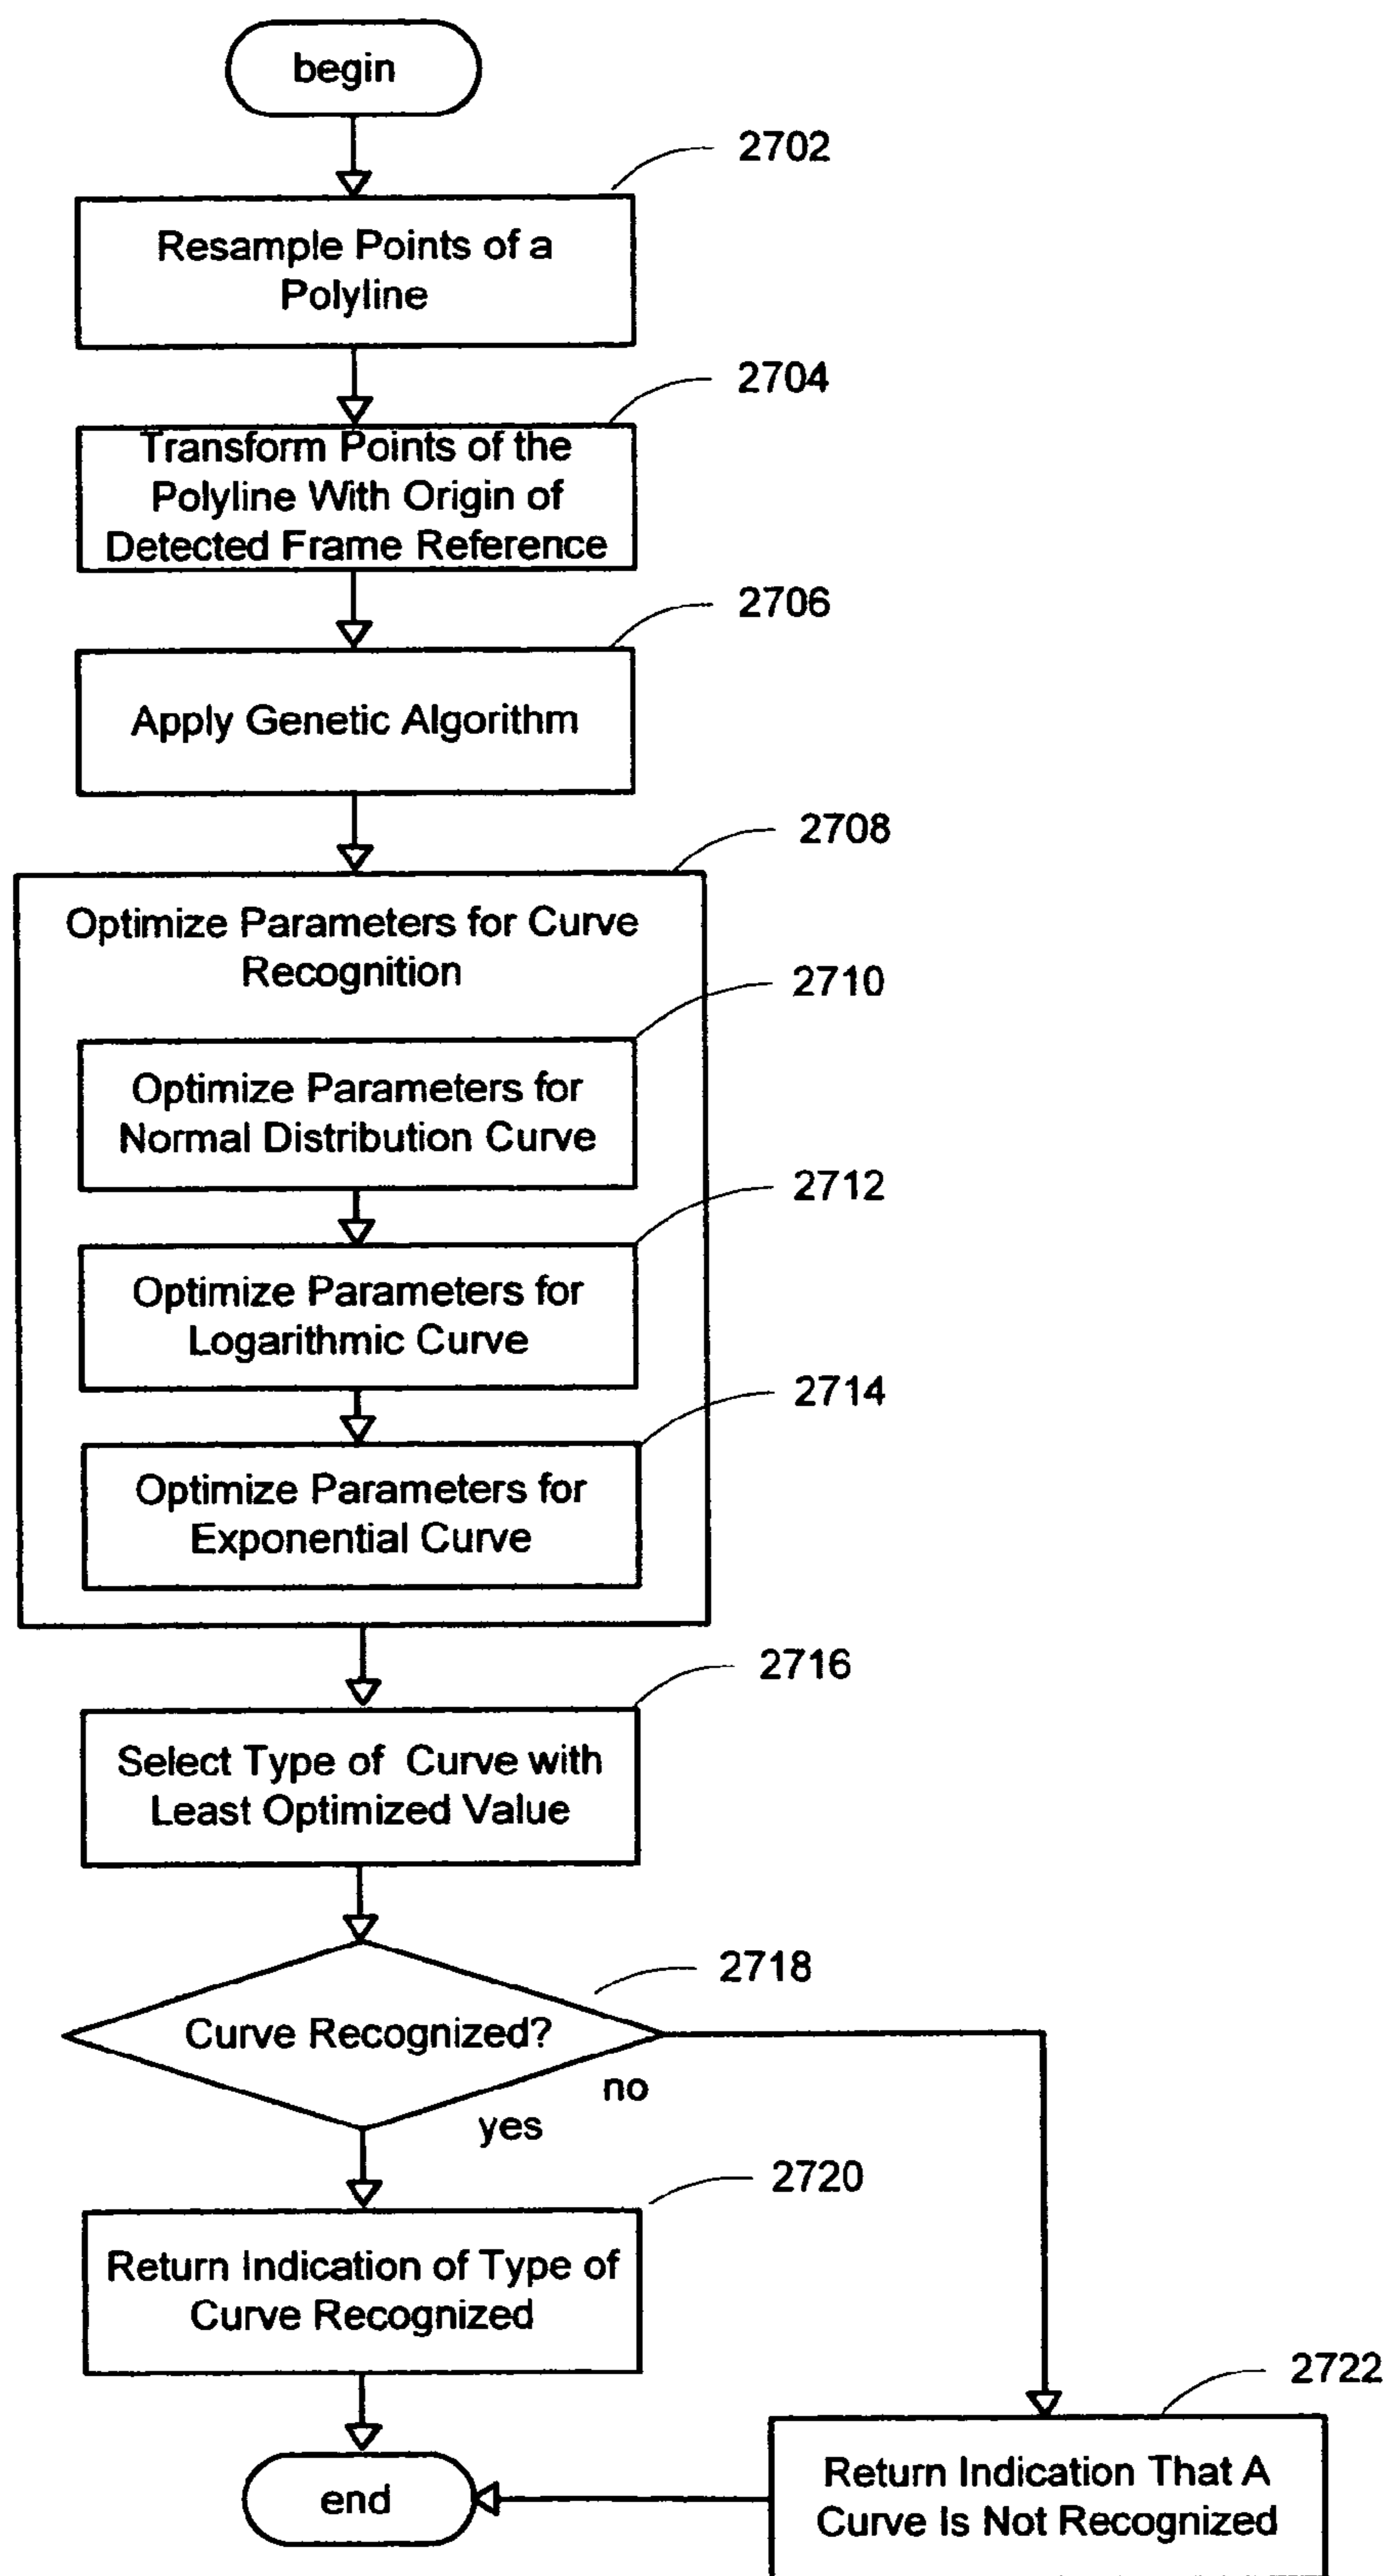 begin
2702
Resample Points of a
Polyline
2704
Transform Points of the
Polyline With Origin of
Detected Frame Reference
2706
Apply Genetic Algorithm
2708
Optimize Parameters for Curve
Recognition
2710
Optimize Parameters for
Normal Distribution Curve
2712
Optimize Parameters for
Logarithmic Curve
2714
Optimize Parameters for
Exponential Curve
2716
Select Type of Curve with
Least Optimized Value
2718
Curve Recognized?
no
yes
2720
Return Indication of Type of
Curve Recognized
2722
Return Indication That A
Curve Is Not Recognized
end